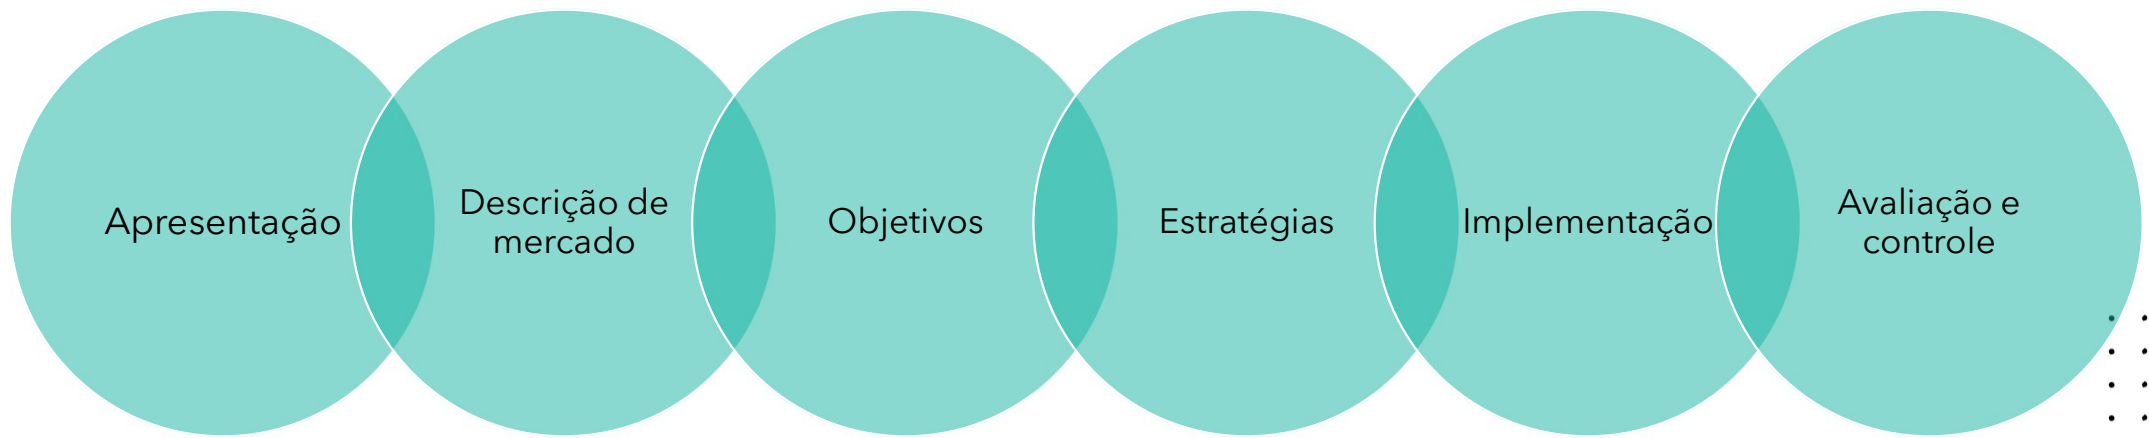 Apresentação
Descrição de
mercado
Objetivos
Estratégias
Implementação
Avaliação e
controle